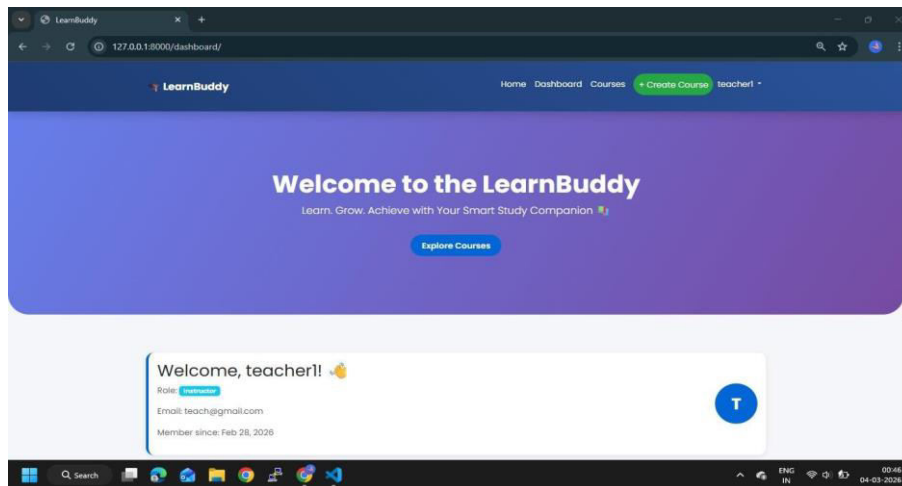 LearnBuddy
127.0.0.1:8000/dashboard/
LearnBuddy
Home Dashboard Courses + Create Course teacher1
Welcome to the LearnBuddy
Learn. Grow. Achieve with Your Smart Study Companion
Explore Courses
Welcome, teacher1!
Role: Instructor
Email: teach@gmail.com
Member since: Feb 28, 2026
T
Search
ENG
IN
00:46
04-03-2026